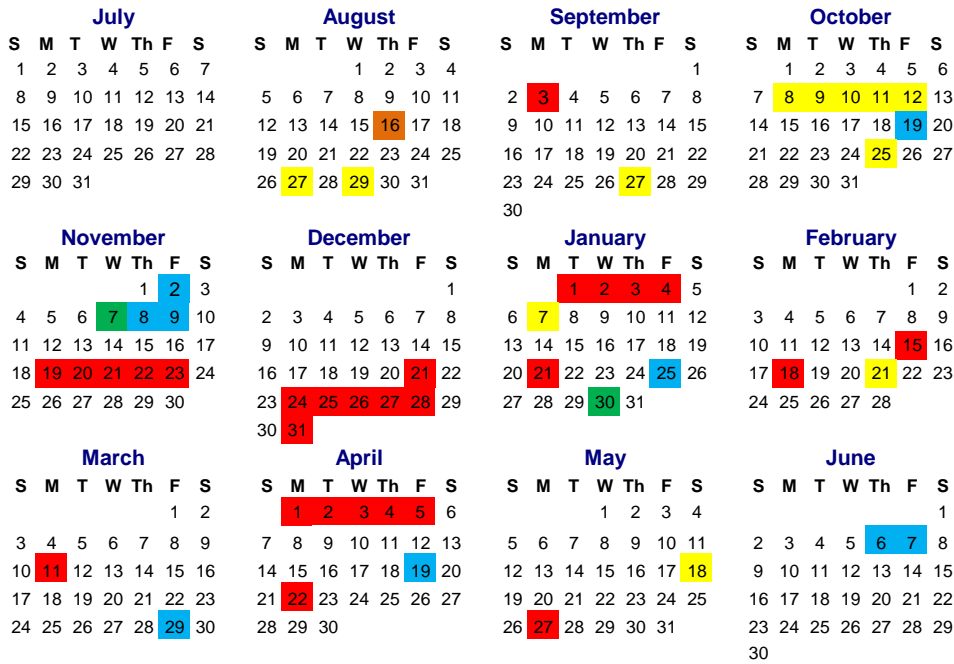 July
S M T W Th F S
1 2 3 4 5 6 7
8 9 10 11 12 13 14
15 16 17 18 19 20 21
22 23 24 25 26 27 28
29 30 31
August
S M T W Th F S
1 2 3 4
5 6 7 8 9 10 11
12 13 14 15 16 17 18
19 20 21 22 23 24 25
26 27 28 29 30 31
September
S M T W Th F S
1
2 3 4 5 6 7 8
9 10 11 12 13 14 15
16 17 18 19 20 21 22
23 24 25 26 27 28 29
30
October
S M T W Th F S
1 2 3 4 5 6
7 8 9 10 11 12 13
14 15 16 17 18 19 20
21 22 23 24 25 26 27
28 29 30 31
November
S M T W Th F S
1 2 3
4 5 6 7 8 9 10
11 12 13 14 15 16 17
18 19 20 21 22 23 24
25 26 27 28 29 30
December
S M T W Th F S
1
2 3 4 5 6 7 8
9 10 11 12 13 14 15
16 17 18 19 20 21 22
23 24 25 26 27 28 29
30 31
January
S M T W Th F S
1 2 3 4 5
6 7 8 9 10 11 12
13 14 15 16 17 18 19
20 21 22 23 24 25 26
27 28 29 30 31
February
S M T W Th F S
1 2
3 4 5 6 7 8 9
10 11 12 13 14 15 16
17 18 19 20 21 22 23
24 25 26 27 28
March
S M T W Th F S
1 2
3 4 5 6 7 8 9
10 11 12 13 14 15 16
17 18 19 20 21 22 23
24 25 26 27 28 29 30
April
S M T W Th F S
1 2 3 4 5 6
7 8 9 10 11 12 13
14 15 16 17 18 19 20
21 22 23 24 25 26 27
28 29 30
May
S M T W Th F S
1 2 3 4
5 6 7 8 9 10 11
12 13 14 15 16 17 18
19 20 21 22 23 24 25
26 27 28 29 30 31
June
S M T W Th F S
1
2 3 4 5 6 7 8
9 10 11 12 13 14 15
16 17 18 19 20 21 22
23 24 25 26 27 28 29
30